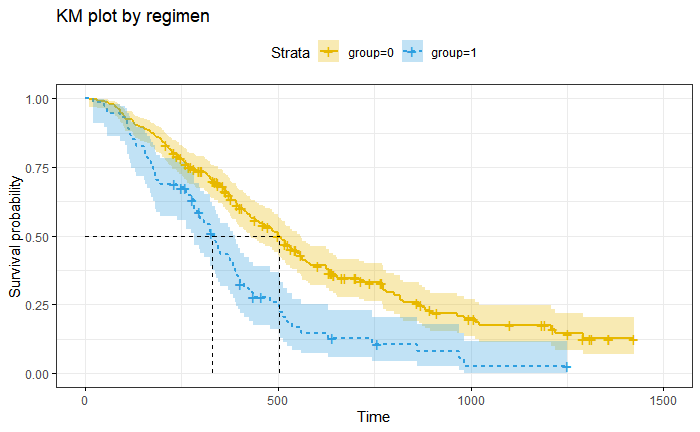 KM plot by regimen
Strata group=0 group=1
Survival probability
1.00
0.75
0.50
0.25
0.00
0 500 1000 1500
Time